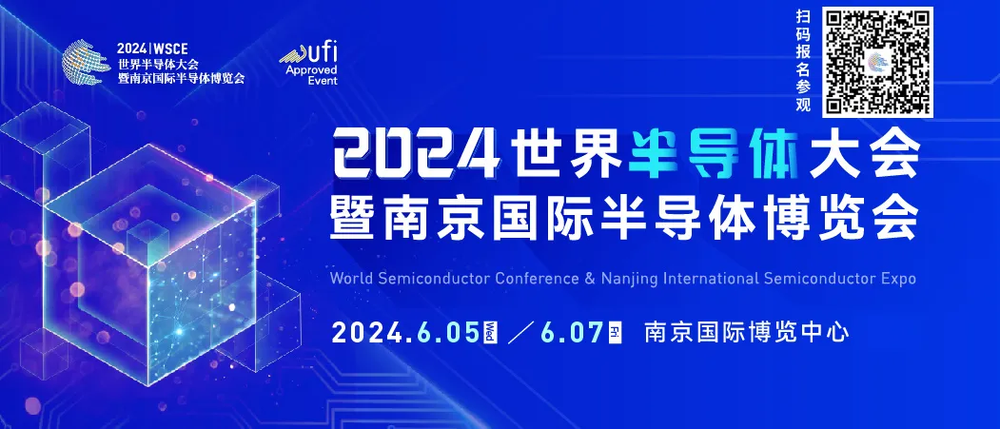 2024|WSCE
世界半导体大会
暨南京国际半导体博览会
ufi
Approved
Event
扫码报名参观
2024世界半导体大会
暨南京国际半导体博览会
World Semiconductor Conference & Nanjing International Semiconductor Expo
2024.6.05 Wed / 6.07 Fri 南京国际博览中心